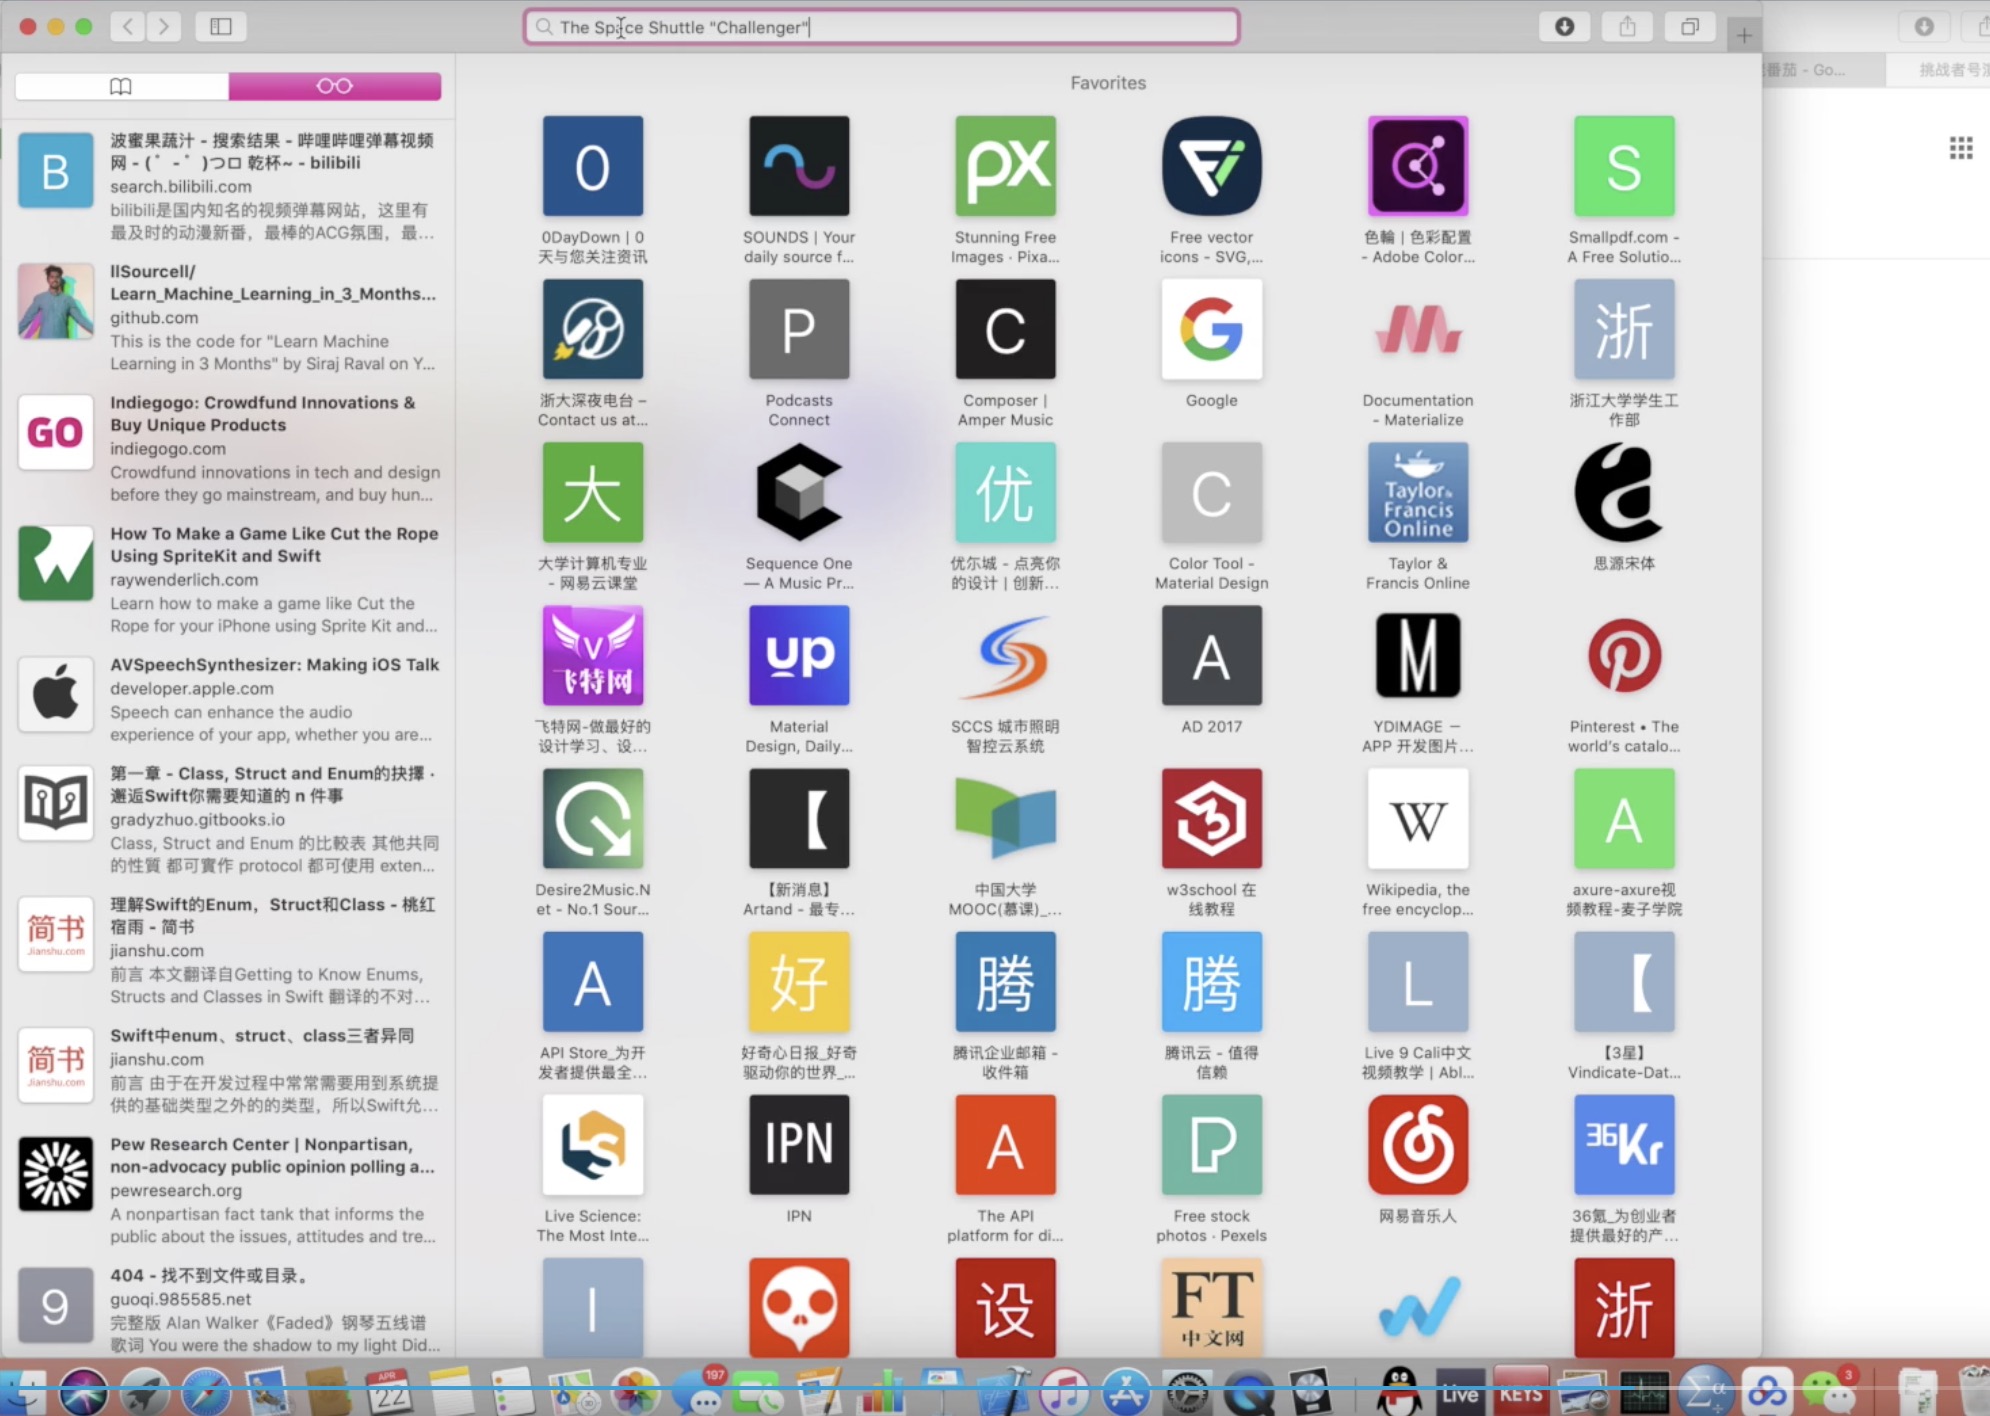 The Space Shuttle "Challenger"
番茄 - Go...
挑战者号
Favorites
B
波蜜果蔬汁 - 搜索结果 - 哔哩哔哩弹幕视频
网 - ( ゜- ゜)つロ 乾杯~ - bilibili
search.bilibili.com
bilibili是国内知名的视频弹幕网站，这里有
最及时的动漫新番，最棒的ACG氛围，最...
llSourcell/
Learn_Machine_Learning_in_3_Months...
github.com
This is the code for "Learn Machine
Learning in 3 Months" by Siraj Raval on Y...
GO
Indiegogo: Crowdfund Innovations &
Buy Unique Products
indiegogo.com
Crowdfund innovations in tech and design
before they go mainstream, and buy hun...
How To Make a Game Like Cut the Rope
Using SpriteKit and Swift
raywenderlich.com
Learn how to make a game like Cut the
Rope for your iPhone using Sprite Kit and...
AVSpeechSynthesizer: Making iOS Talk
developer.apple.com
Speech can enhance the audio
experience of your app, whether you are...
第一章 - Class, Struct and Enum的抉擇 ·
邂逅Swift你需要知道的 n 件事
gradyzhuo.gitbooks.io
Class, Struct and Enum 的比較表 其他共同
的性質 都可實作 protocol 都可使用 exten...
简书
Jianshu.com
理解Swift的Enum，Struct和Class - 桃红
宿雨 - 简书
jianshu.com
前言 本文翻译自Getting to Know Enums,
Structs and Classes in Swift 翻译的不对...
简书
Jianshu.com
Swift中enum、struct、class三者异同
jianshu.com
前言 由于在开发过程中常常需要用到系统提
供的基础类型之外的的类型，所以Swift允...
Pew Research Center | Nonpartisan,
non-advocacy public opinion polling a...
pewresearch.org
A nonpartisan fact tank that informs the
public about the issues, attitudes and tre...
9
404 - 找不到文件或目录。
guoqi.985585.net
完整版 Alan Walker《Faded》钢琴五线谱
歌词 You were the shadow to my light Did...
0
px
S
0DayDown | 0
天与您关注资讯
SOUNDS | Your
daily source f...
Stunning Free
Images · Pixa...
Free vector
icons - SVG,...
色輪 | 色彩配置
- Adobe Color...
Smallpdf.com -
A Free Solutio...
P
C
G
浙
浙大深夜电台 –
Contact us at...
Podcasts
Connect
Composer |
Amper Music
Google
Documentation
- Materialize
浙江大学学生工
作部
大
优
C
Taylor &
Francis
Online
大学计算机专业
- 网易云课堂
Sequence One
— A Music Pr...
优尔城 - 点亮你
的设计 | 创新...
Color Tool -
Material Design
Taylor &
Francis Online
思源宋体
V
飞特网
up
A
M
飞特网-做最好的
设计学习、设...
Material
Design, Daily...
SCCS 城市照明
智控云系统
AD 2017
YDIMAGE –
APP 开发图片...
Pinterest • The
world's catalo...
【
3
W
A
Desire2Music.N
et - No.1 Sour...
【新消息】
Artand - 最专...
中国大学
MOOC(慕课)_...
w3school 在
线教程
Wikipedia, the
free encyclop...
axure-axure视
频教程-麦子学院
A
好
腾
腾
L
【
API Store_为开
发者提供最全...
好奇心日报_好奇
驱动你的世界_...
腾讯企业邮箱 -
收件箱
腾讯云 - 值得
信赖
Live 9 Cali中文
视频教学 | Abl...
【3星】
Vindicate-Dat...
LS
IPN
A
P
36Kr
Live Science:
The Most Inte...
IPN
The API
platform for di...
Free stock
photos · Pexels
网易音乐人
36氪_为创业者
提供最好的产...
I
设
FT
中文网
浙
APR
22
197
Live
KEYS
3